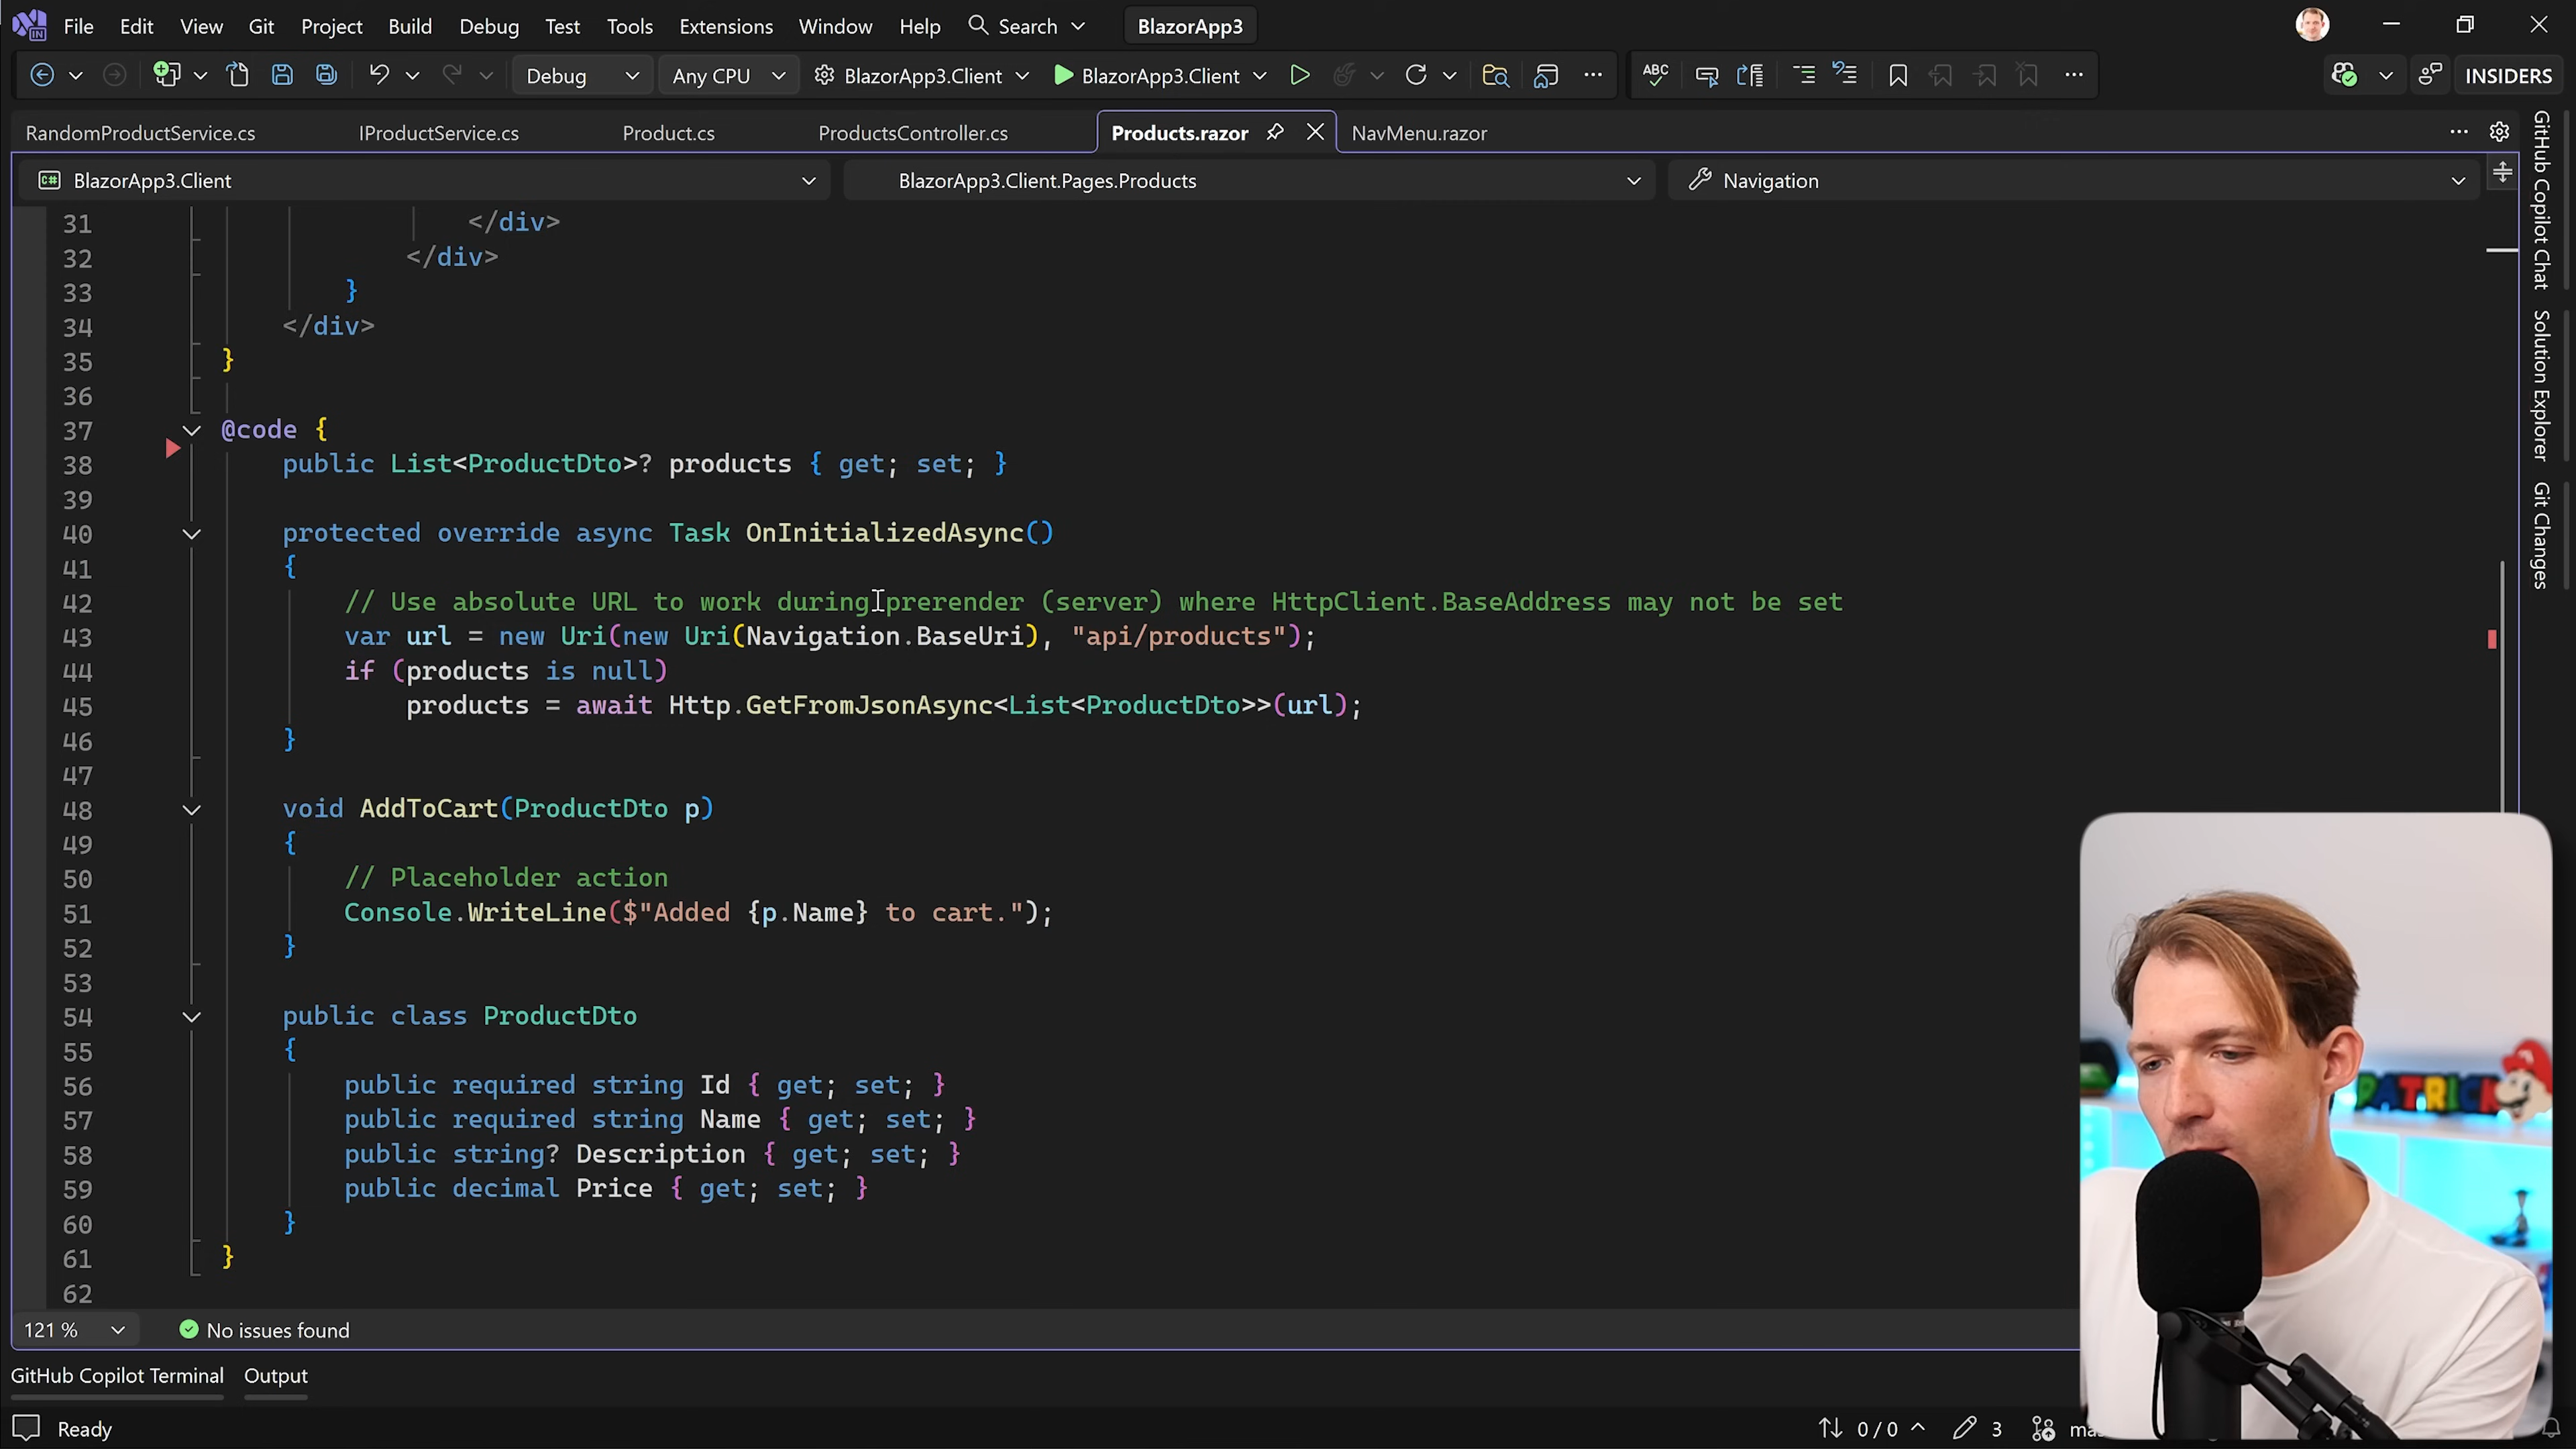 File Edit View Git Project Build Debug Test Tools Extensions Window Help Search BlazorApp3
Debug Any CPU BlazorApp3.Client BlazorApp3.Client INSIDERS
RandomProductService.cs IProductService.cs Product.cs ProductsController.cs Products.razor NavMenu.razor
BlazorApp3.Client BlazorApp3.Client.Pages.Products Navigation
31 </div>
32 </div>
33 }
34 </div>
35 }
36
37 @code {
38 public List<ProductDto>? products { get; set; }
39
40 protected override async Task OnInitializedAsync()
41 {
42 // Use absolute URL to work during prerender (server) where HttpClient.BaseAddress may not be set
43 var url = new Uri(new Uri(Navigation.BaseUri), "api/products");
44 if (products is null)
45 products = await Http.GetFromJsonAsync<List<ProductDto>>(url);
46 }
47
48 void AddToCart(ProductDto p)
49 {
50 // Placeholder action
51 Console.WriteLine($"Added {p.Name} to cart.");
52 }
53
54 public class ProductDto
55 {
56 public required string Id { get; set; }
57 public required string Name { get; set; }
58 public string? Description { get; set; }
59 public decimal Price { get; set; }
60 }
61 }
62
121 % No issues found
GitHub Copilot Terminal Output
Ready 0 / 0 3
GitHub Copilot Chat
Solution Explorer
Git Changes
PATRICK
ABC
IN